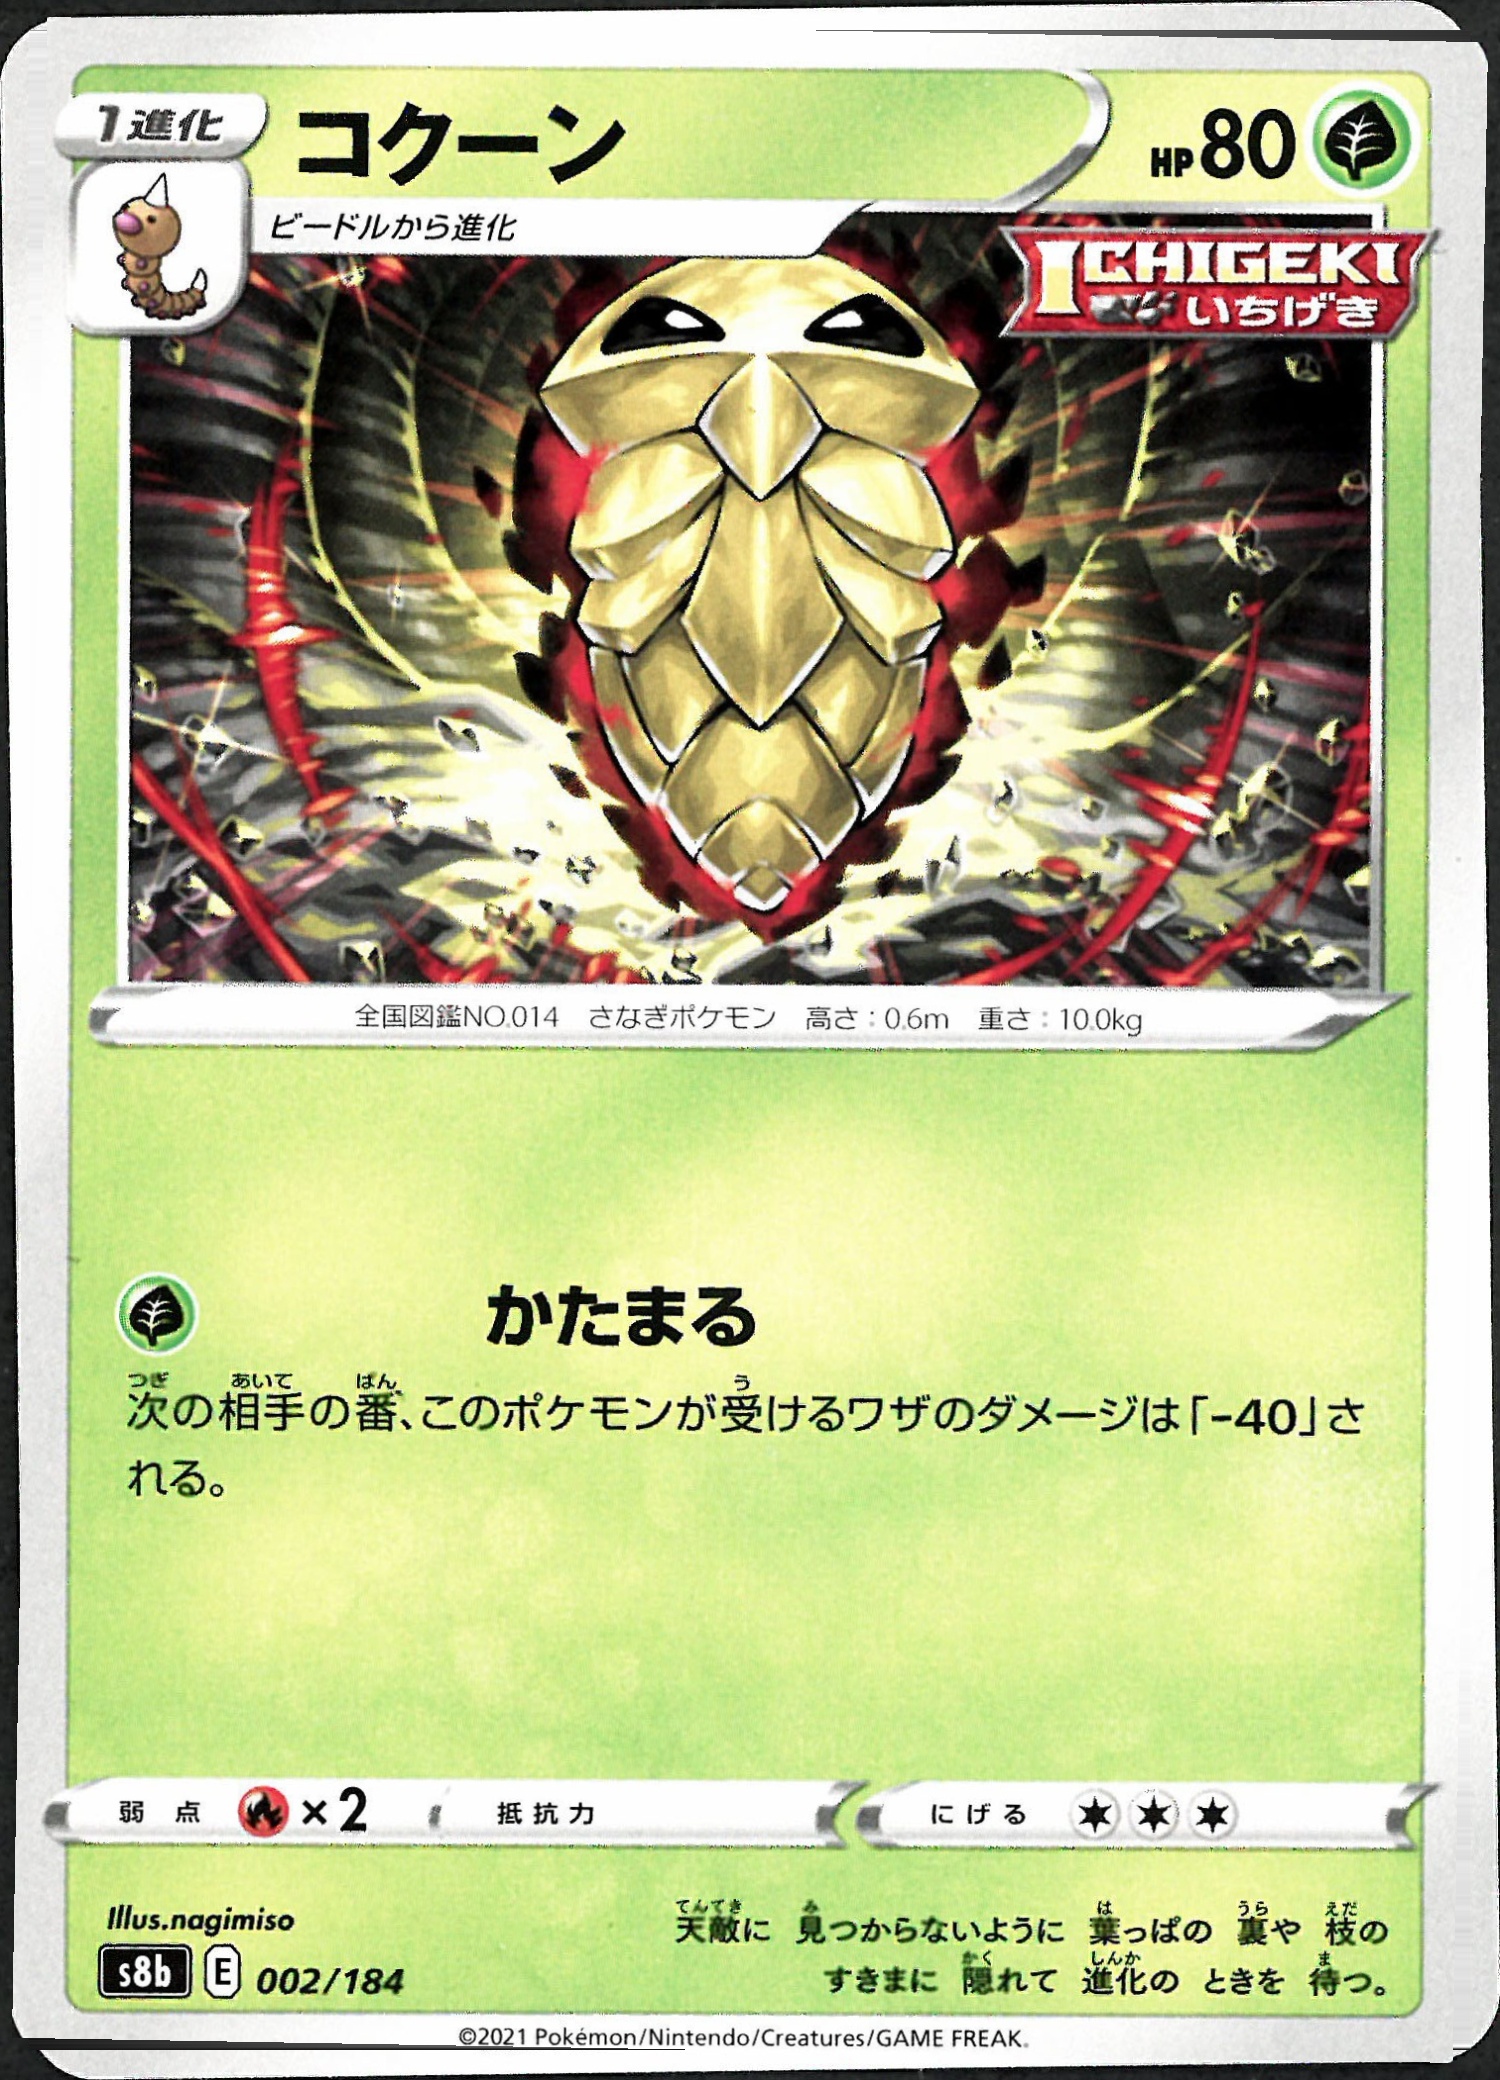 1進化
コクーン
HP80
ビードルから進化
ICHIGEKI
いちげき
全国図鑑NO.014 さなぎポケモン 高さ:0.6m 重さ:10.0kg
かたまる
次の相手の番、このポケモンが受けるワザのダメージは「-40」さ
れる。
弱点 ×2 抵抗力 にげる
Illus.nagimiso
天敵に 見つからないように 葉っぱの 裏や 枝の
すきまに 隠れて 進化の ときを 待つ。
s8b E 002/184
©2021 Pokémon/Nintendo/Creatures/GAME FREAK.